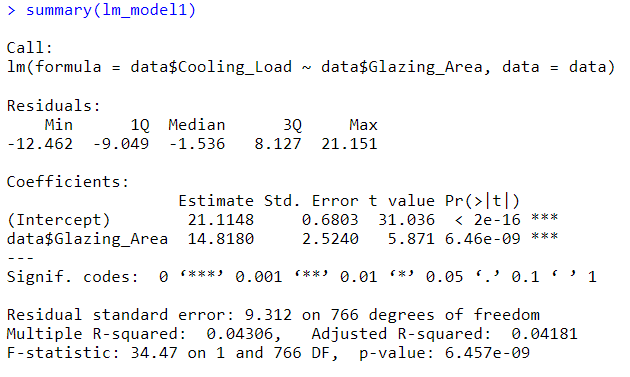 > summary(lm_model1)
Call:
lm(formula = data$Cooling_Load ~ data$Glazing_Area, data = data)
Residuals:
    Min      1Q  Median      3Q     Max
-12.462  -9.049  -1.536   8.127  21.151
Coefficients:
                  Estimate Std. Error t value Pr(>|t|)
(Intercept)        21.1148     0.6803  31.036  < 2e-16 ***
data$Glazing_Area  14.8180     2.5240   5.871 6.46e-09 ***
---
Signif. codes:  0 ‘***’ 0.001 ‘**’ 0.01 ‘*’ 0.05 ‘.’ 0.1 ‘ ’ 1
Residual standard error: 9.312 on 766 degrees of freedom
Multiple R-squared:  0.04306,   Adjusted R-squared:  0.04181
F-statistic: 34.47 on 1 and 766 DF,  p-value: 6.457e-09